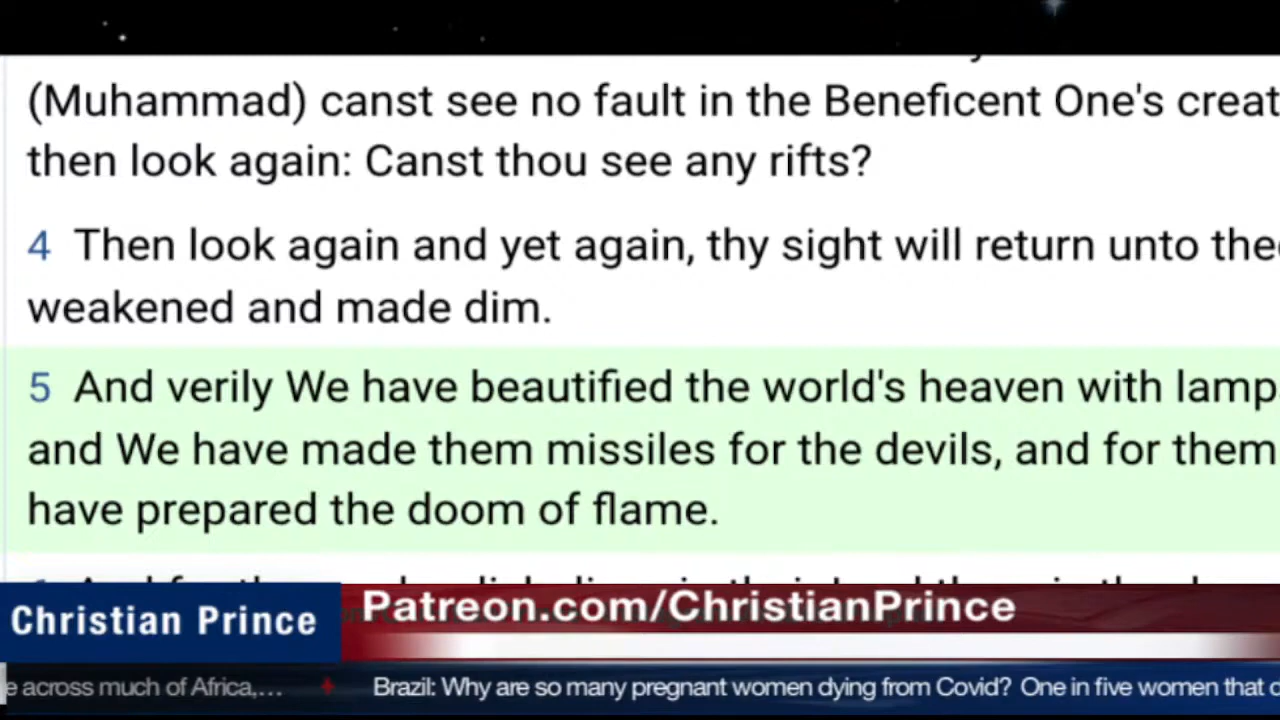 (Muhammad) canst see no fault in the Beneficent One's creat
then look again: Canst thou see any rifts?
4 Then look again and yet again, thy sight will return unto thee
weakened and made dim.
5 And verily We have beautified the world's heaven with lamp
and We have made them missiles for the devils, and for them
have prepared the doom of flame.
Christian Prince
Patreon.com/ChristianPrince
e across much of Africa,...
Brazil: Why are so many pregnant women dying from Covid? One in five women that